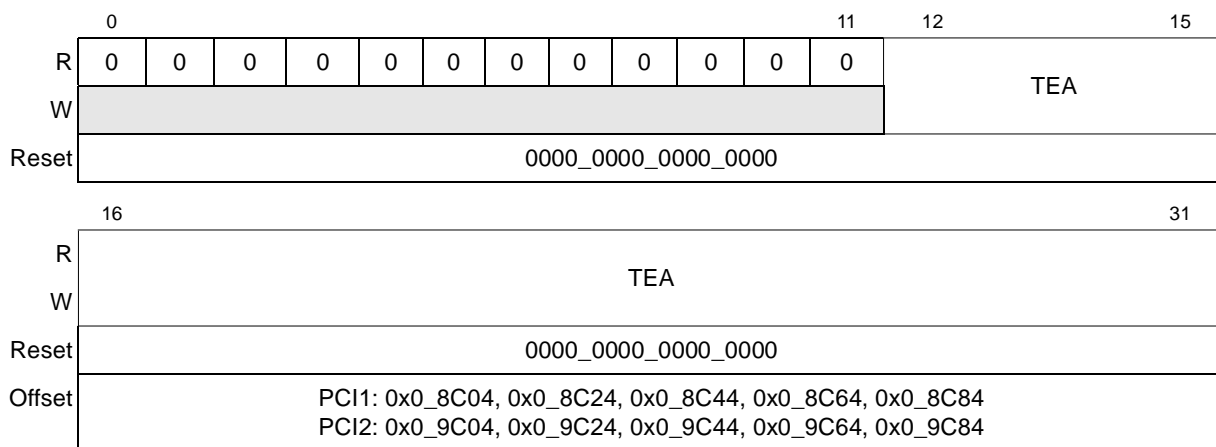 0 11 12 15
R 0 0 0 0 0 0 0 0 0 0 0 0
TEA
W
Reset 0000_0000_0000_0000
16 31
R
TEA
W
Reset 0000_0000_0000_0000
Offset PCI1: 0x0_8C04, 0x0_8C24, 0x0_8C44, 0x0_8C64, 0x0_8C84
PCI2: 0x0_9C04, 0x0_9C24, 0x0_9C44, 0x0_9C64, 0x0_9C84